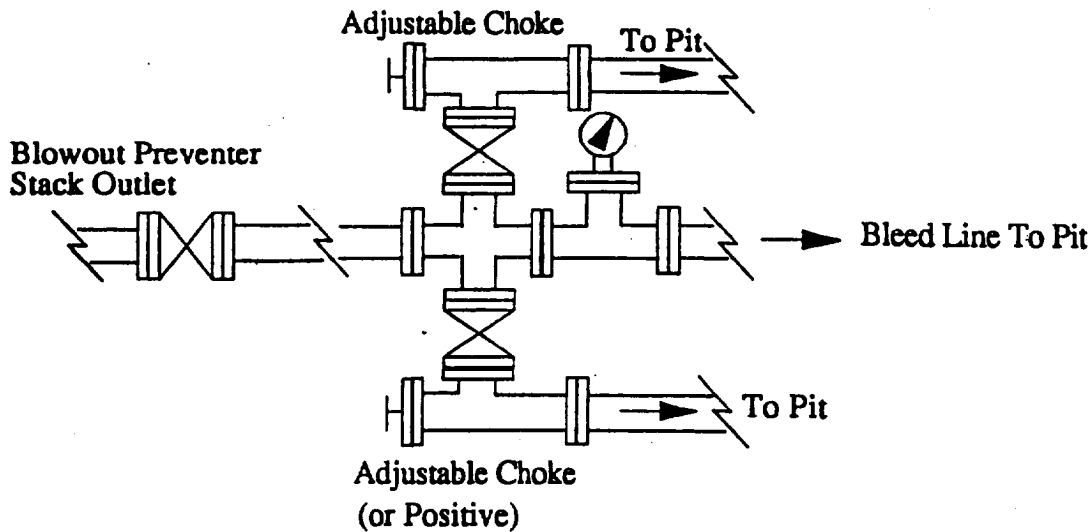 Adjustable Choke
To Pit
Blowout Preventer
Stack Outlet
Bleed Line To Pit
To Pit
Adjustable Choke
(or Positive)